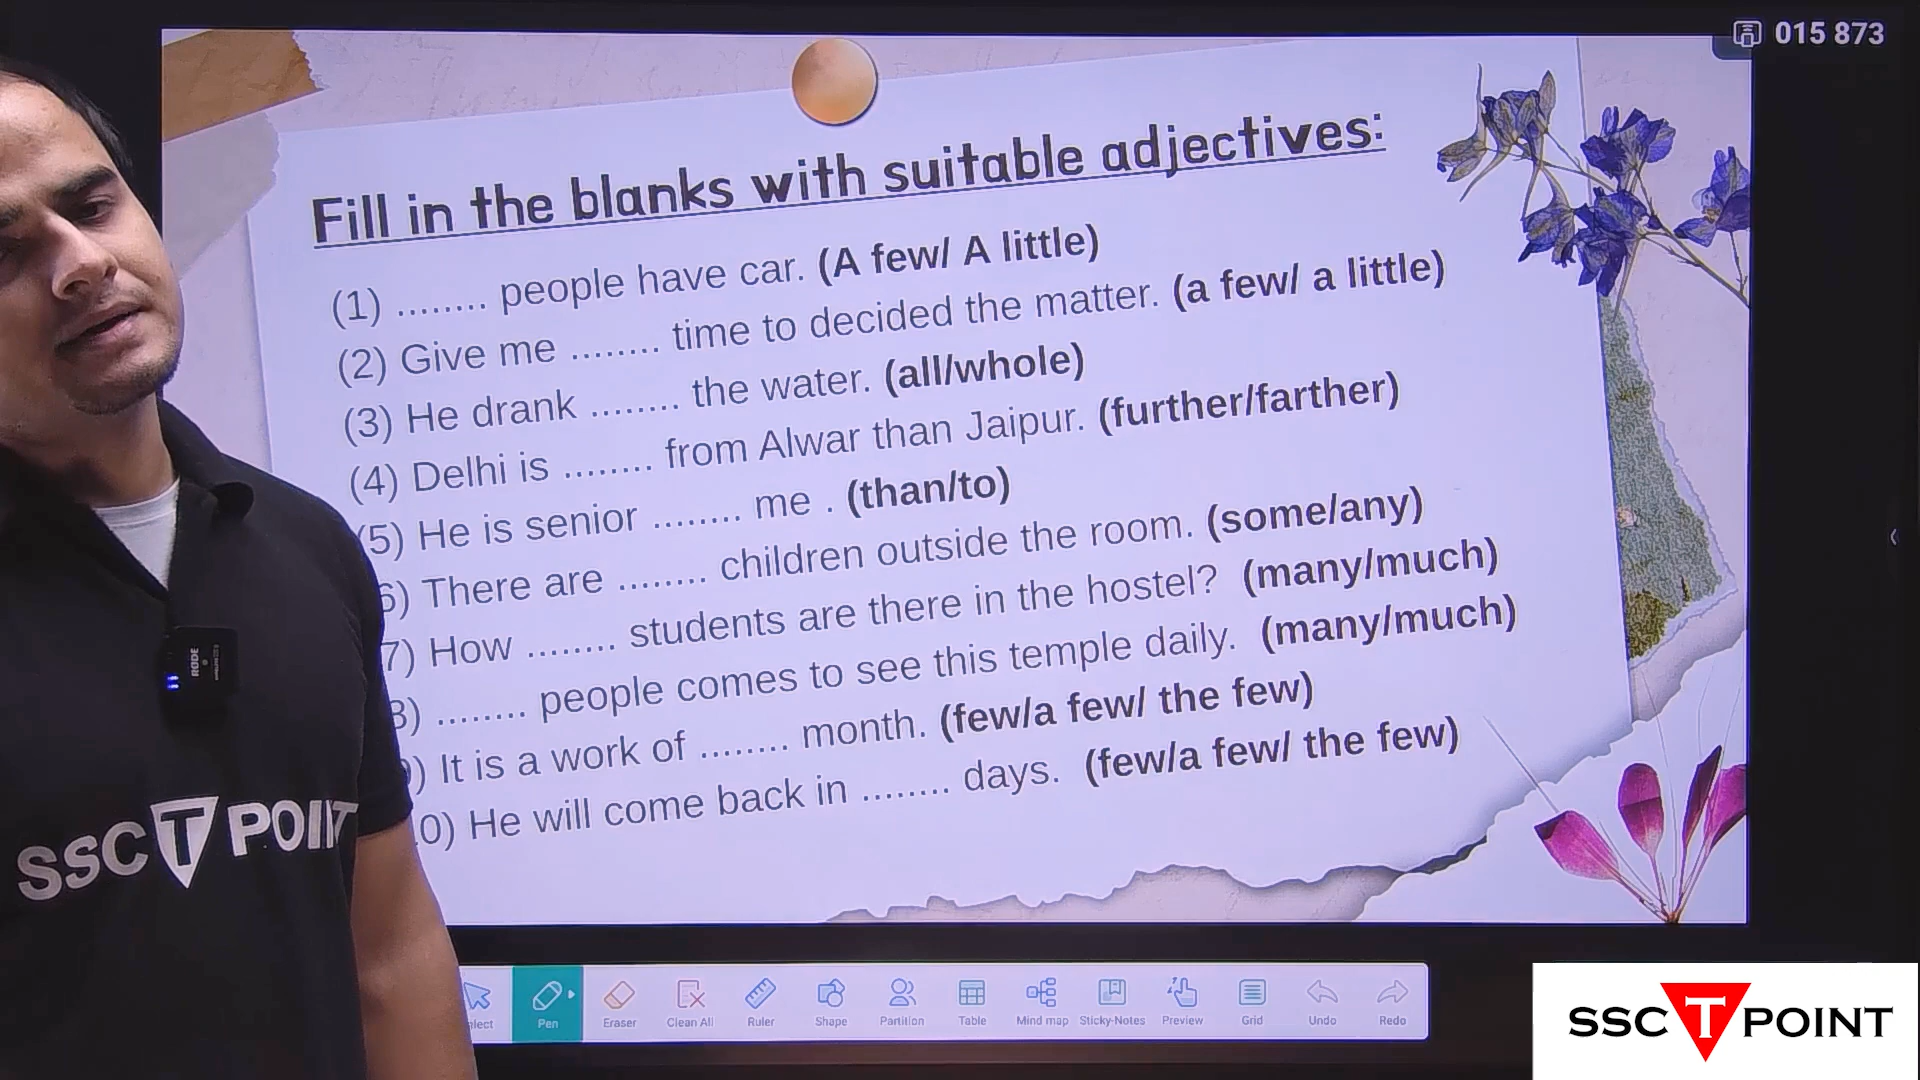 015 873
Fill in the blanks with suitable adjectives:
(1) ........ people have car. (A few/ A little)
(2) Give me ........ time to decided the matter. (a few/ a little)
(3) He drank ........ the water. (all/whole)
(4) Delhi is ........ from Alwar than Jaipur. (further/farther)
(5) He is senior ........ me . (than/to)
6) There are ........ children outside the room. (some/any)
7) How ........ students are there in the hostel? (many/much)
8) ........ people comes to see this temple daily. (many/much)
9) It is a work of ........ month. (few/a few/ the few)
0) He will come back in ........ days. (few/a few/ the few)
RODE
SSC T POINT
Pen Eraser Clean All Ruler Shape Partition Table Mind map Sticky-Notes Preview Grid Undo Redo
SSC T POINT